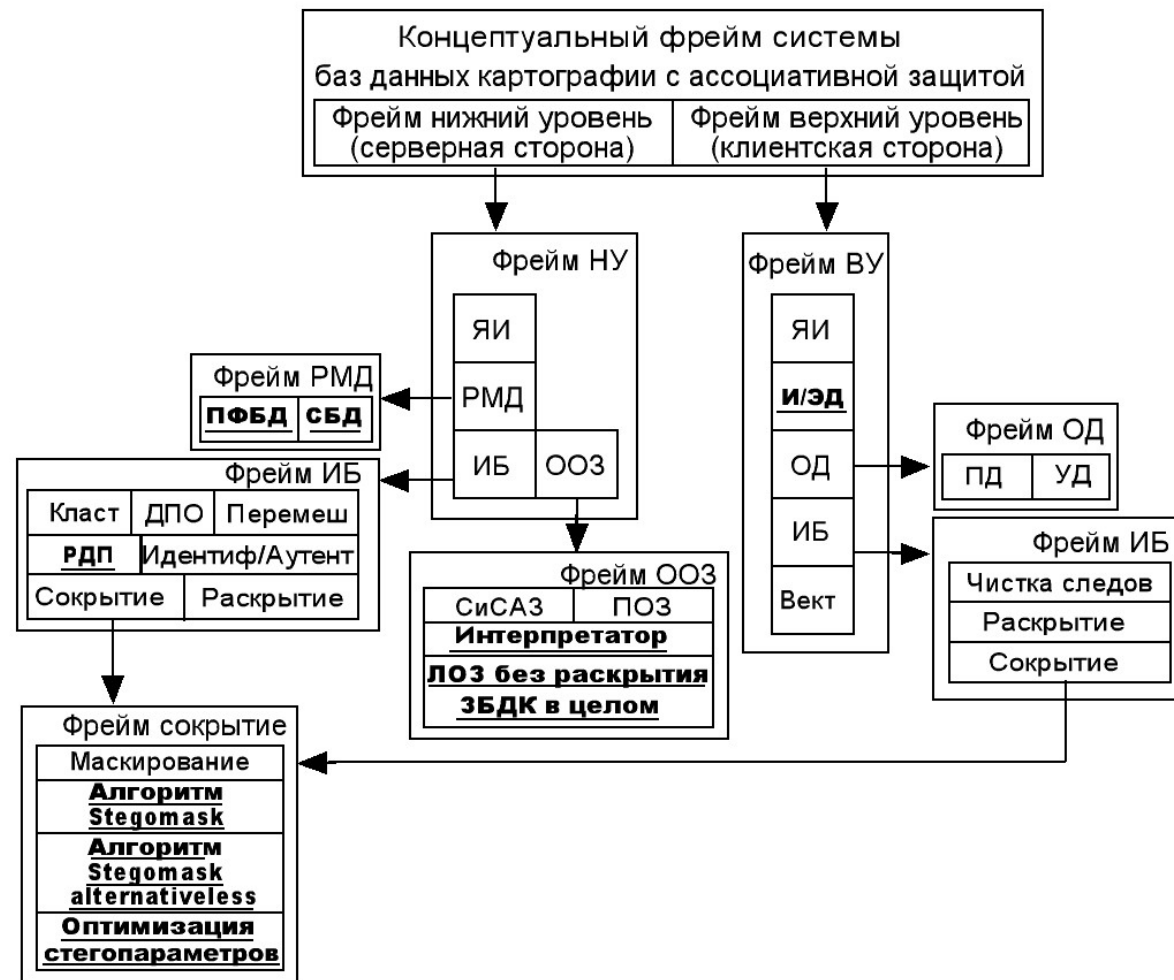 Концептуальный фрейм системы
баз данных картографии с ассоциативной защитой
Фрейм нижний уровень
(серверная сторона)
Фрейм верхний уровень
(клиентская сторона)
Фрейм НУ
ЯИ
РМД
ИБ
ООЗ
Фрейм РМД
ПФБД
СБД
Фрейм ИБ
Класт
ДПО
Перемеш
РДП
Идентиф/Аутент
Сокрытие
Раскрытие
Фрейм ООЗ
СиСАЗ
ПОЗ
Интерпретатор
ЛОЗ без раскрытия
ЗБДК в целом
Фрейм ВУ
ЯИ
И/ЭД
ОД
ИБ
Вект
Фрейм ОД
ПД
УД
Фрейм ИБ
Чистка следов
Раскрытие
Сокрытие
Фрейм сокрытие
Маскирование
Алгоритм
Stegomask
Алгоритм
Stegomask
alternativeless
Оптимизация
стегопараметров